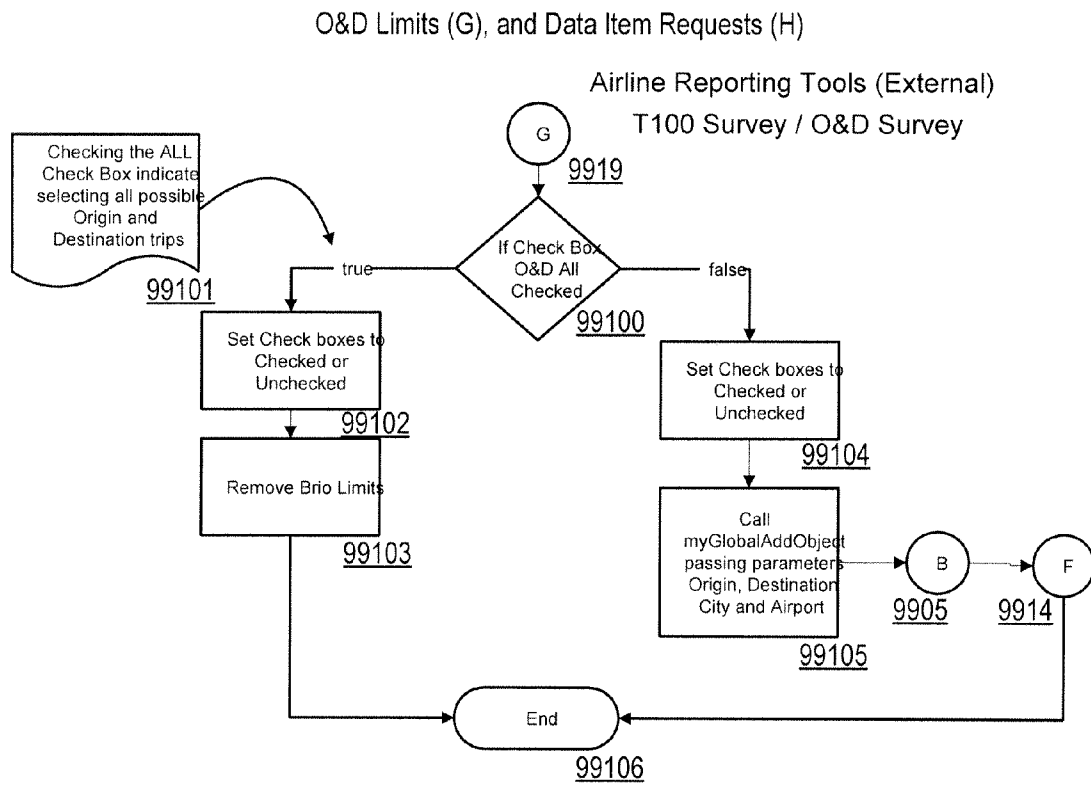 O&D Limits (G), and Data Item Requests (H)
Airline Reporting Tools (External)
T100 Survey / O&D Survey
G
9919
Checking the ALL
Check Box indicate
selecting all possible
Origin and
Destination trips
99101
If Check Box
O&D All
Checked
99100
true
false
Set Check boxes to
Checked or
Unchecked
99102
Remove Brio Limits
99103
Set Check boxes to
Checked or
Unchecked
99104
Call
myGlobalAddObject
passing parameters
Origin, Destination
City and Airport
99105
B
9905
F
9914
End
99106